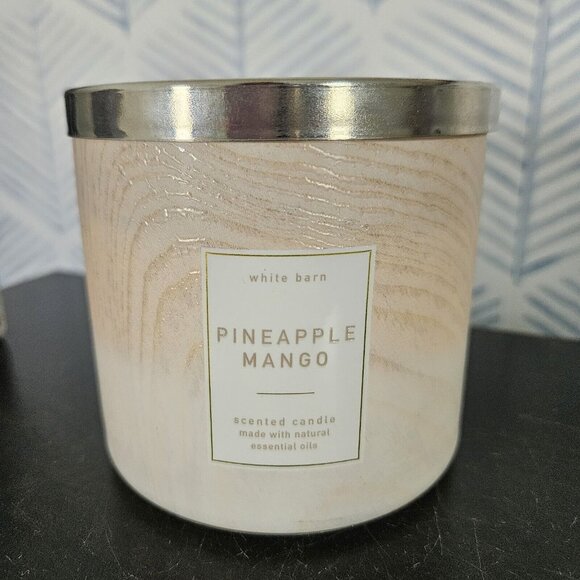 white barn
PINEAPPLE
MANGO
scented candle
made with natural
essential oils